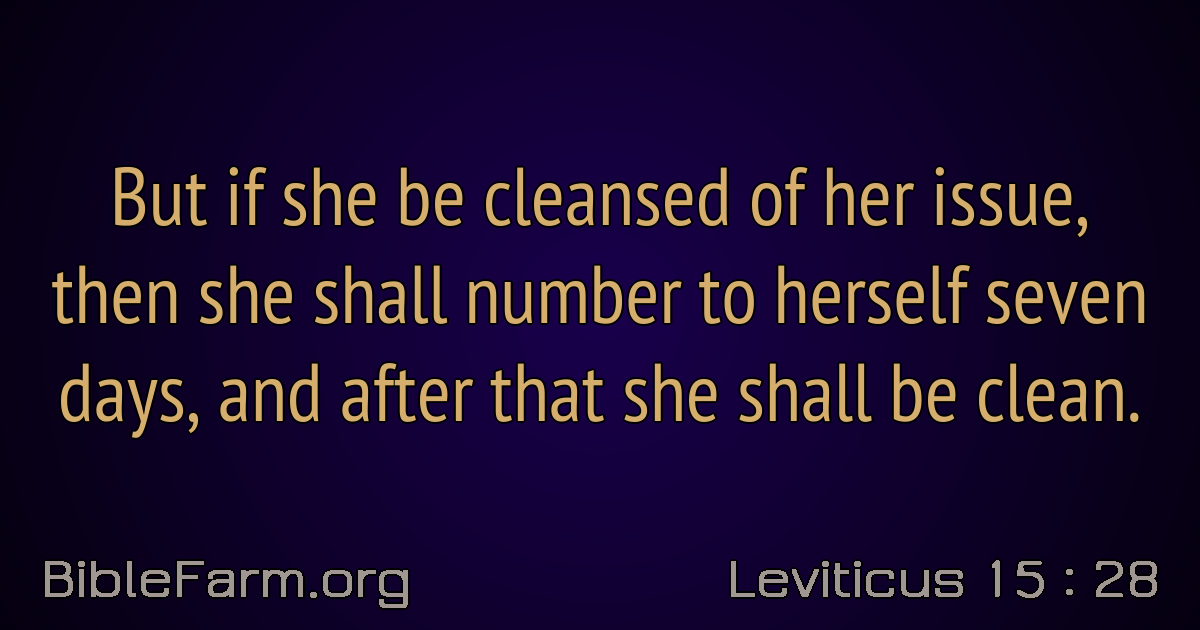 But if she be cleansed of her issue,
then she shall number to herself seven
days, and after that she shall be clean.
BibleFarm.org
Leviticus 15 : 28